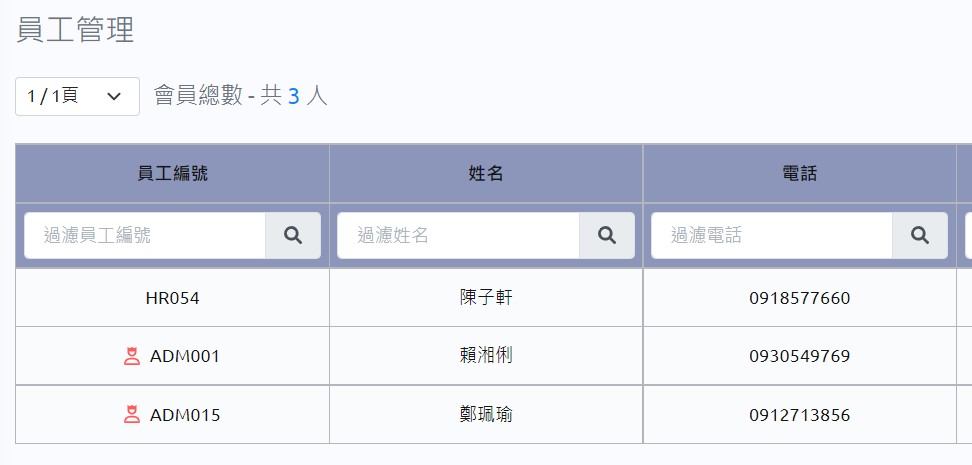 員工管理
1 / 1頁 會員總數 - 共 3 人
員工編號 姓名 電話
過濾員工編號 過濾姓名 過濾電話
HR054 陳子軒 0918577660
ADM001 賴湘俐 0930549769
ADM015 鄭珮瑜 0912713856